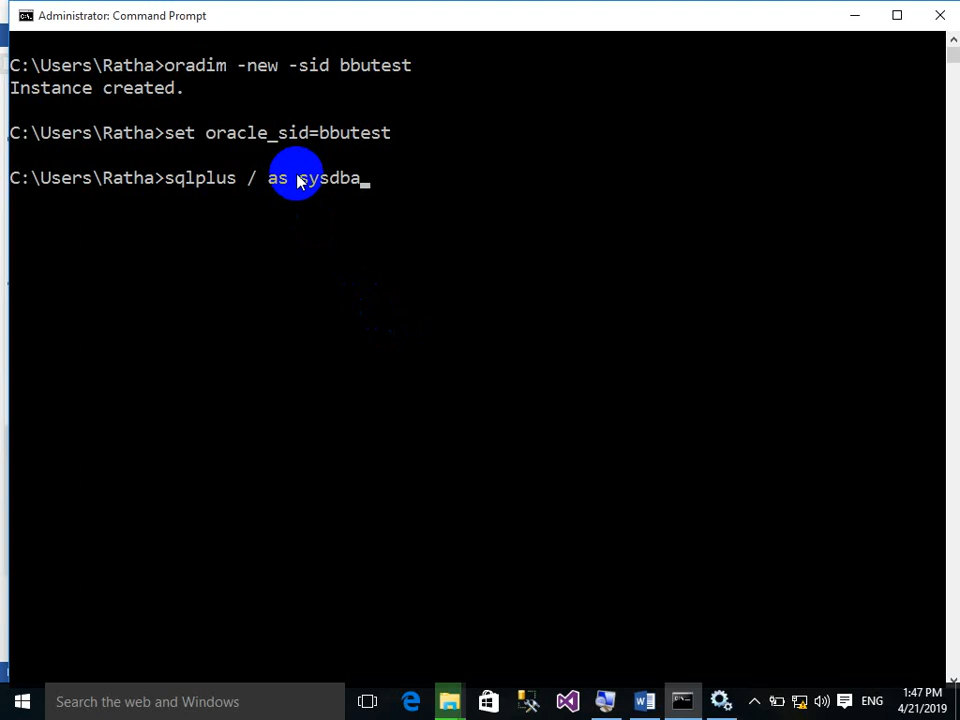 Administrator: Command Prompt
C:\Users\Ratha>oradim -new -sid bbutest
Instance created.
C:\Users\Ratha>set oracle_sid=bbutest
C:\Users\Ratha>sqlplus / as sysdba_
Search the web and Windows
ENG
1:47 PM
4/21/2019